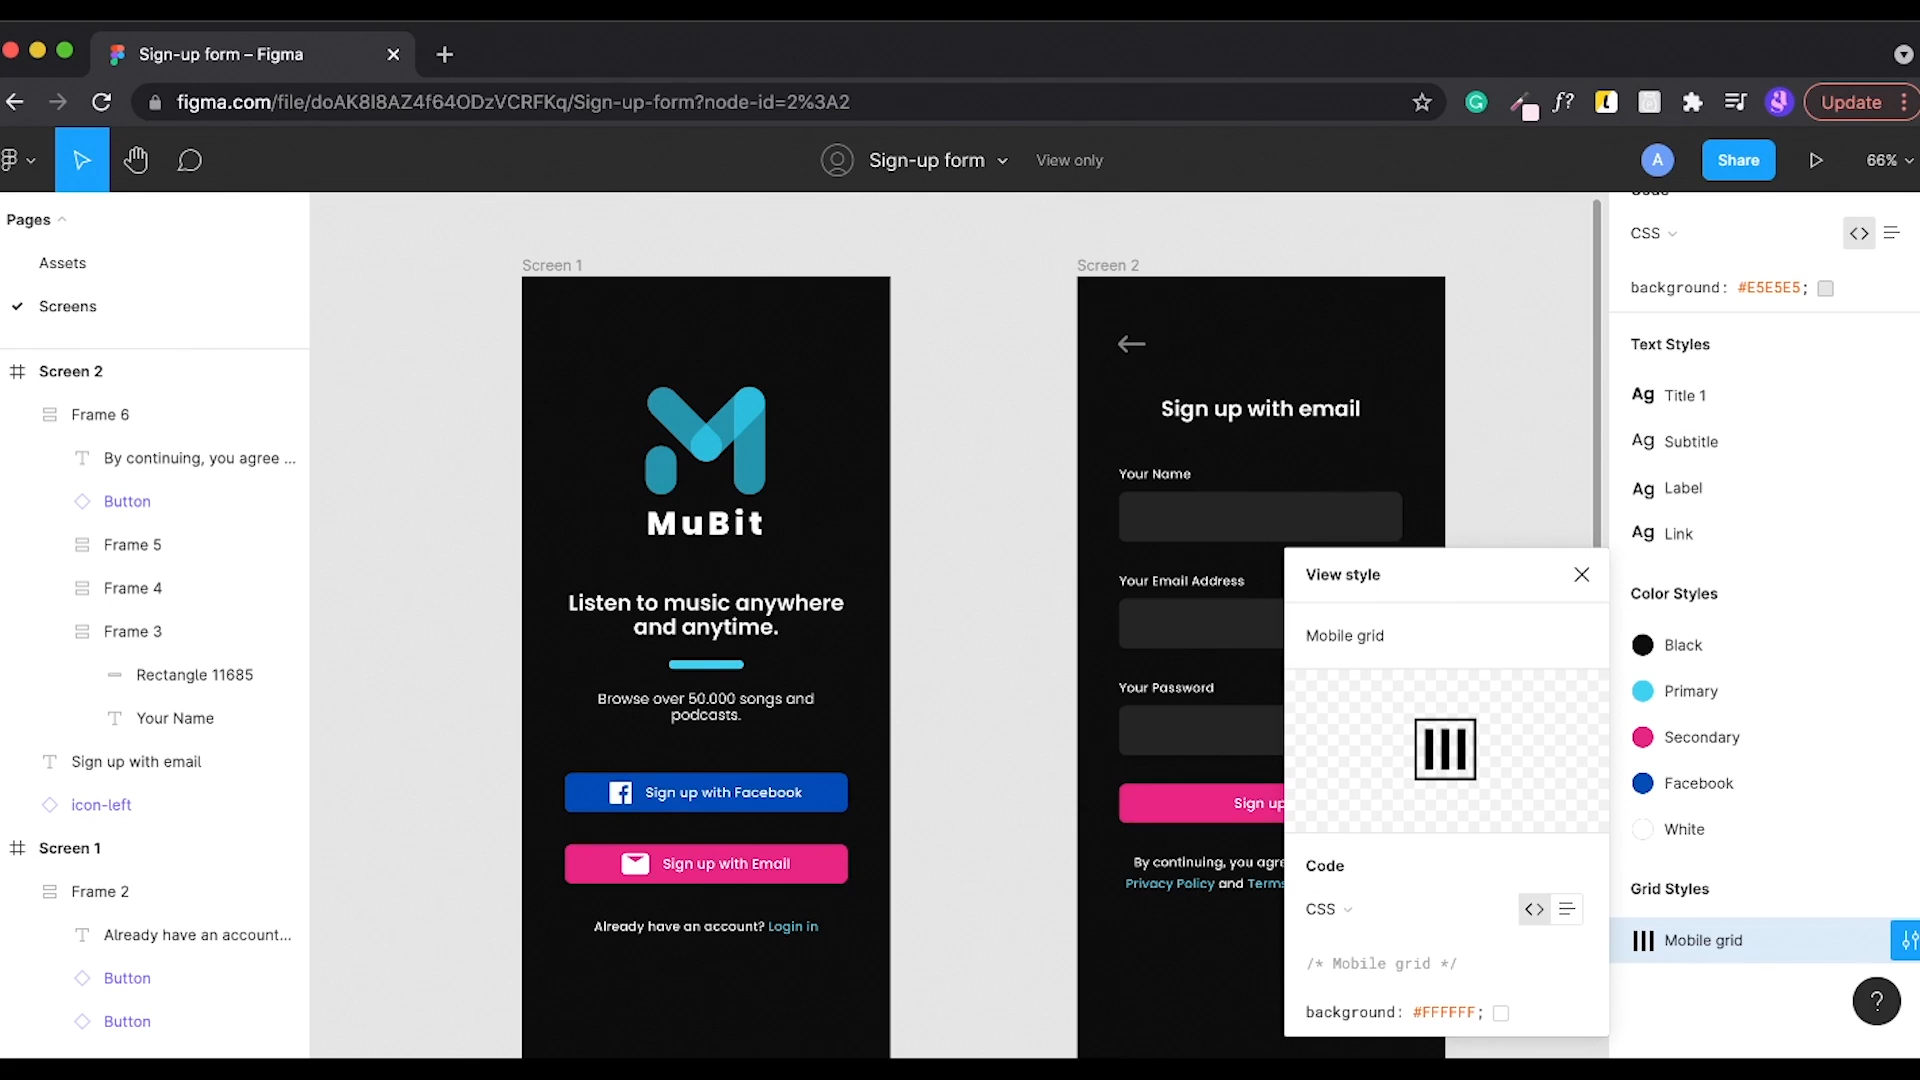 Sign-up form – Figma
figma.com/file/doAK8I8AZ4f64ODzVCRFKq/Sign-up-form?node-id=2%3A2
Update
Sign-up form
View only
A
Share
66%
Pages
Assets
Screens
Screen 2
Frame 6
By continuing, you agree ...
Button
Frame 5
Frame 4
Frame 3
Rectangle 11685
Your Name
Sign up with email
icon-left
Screen 1
Frame 2
Already have an account...
Button
Button
Screen 1
MuBit
Listen to music anywhere
and anytime.
Browse over 50.000 songs and
podcasts.
Sign up with Facebook
Sign up with Email
Already have an account? Login in
Screen 2
Sign up with email
Your Name
Your Email Address
Your Password
Sign up
By continuing, you agre
Privacy Policy and Terms
View style
Mobile grid
Code
CSS
/* Mobile grid */
background: #FFFFFF;
CSS
background: #E5E5E5;
Text Styles
Ag Title 1
Ag Subtitle
Ag Label
Ag Link
Color Styles
Black
Primary
Secondary
Facebook
White
Grid Styles
Mobile grid
?